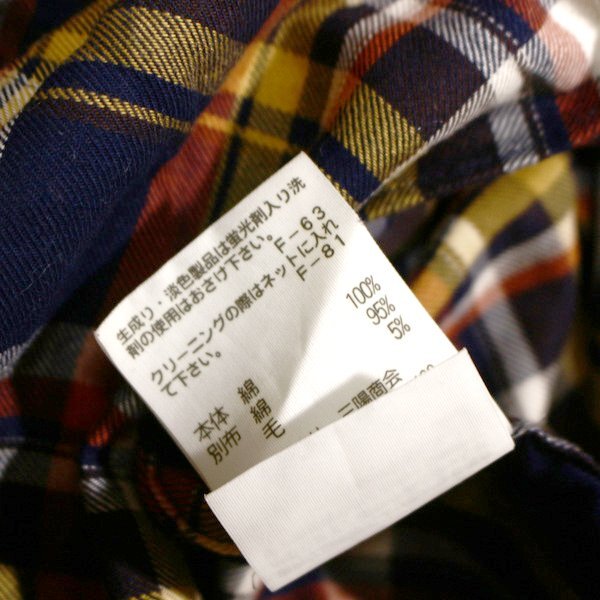 生成り・淡色製品は蛍光剤入り洗
剤の使用はおさけ下さい。 F-63
クリーニングの際はネットに入れ
て下さい。 F-81
本体 綿 100%
別布 綿 95%
毛 5%
三陽商会